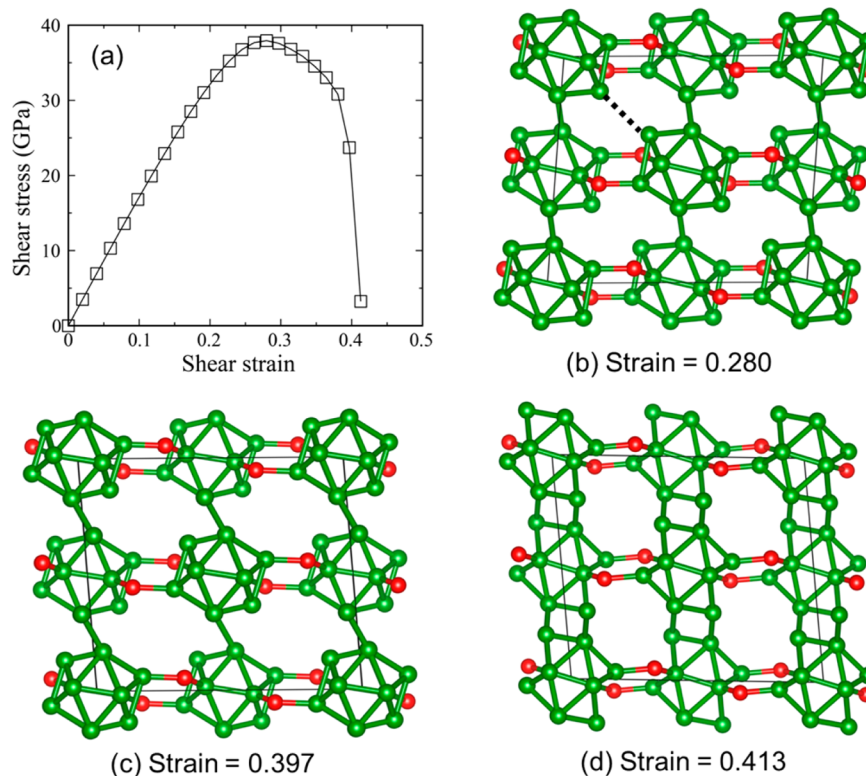 (a)
Shear stress (GPa)
40
30
20
10
0
0 0.1 0.2 0.3 0.4 0.5
Shear strain
(b) Strain = 0.280
(c) Strain = 0.397
(d) Strain = 0.413